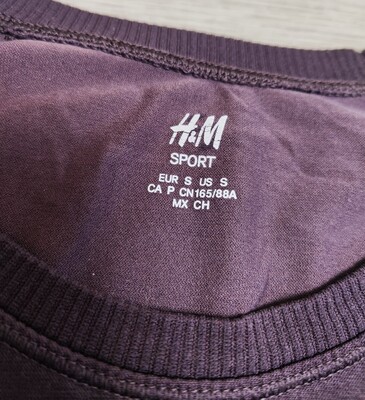 H&M
SPORT
EUR S US S
CA P CN165/88A
MX CH